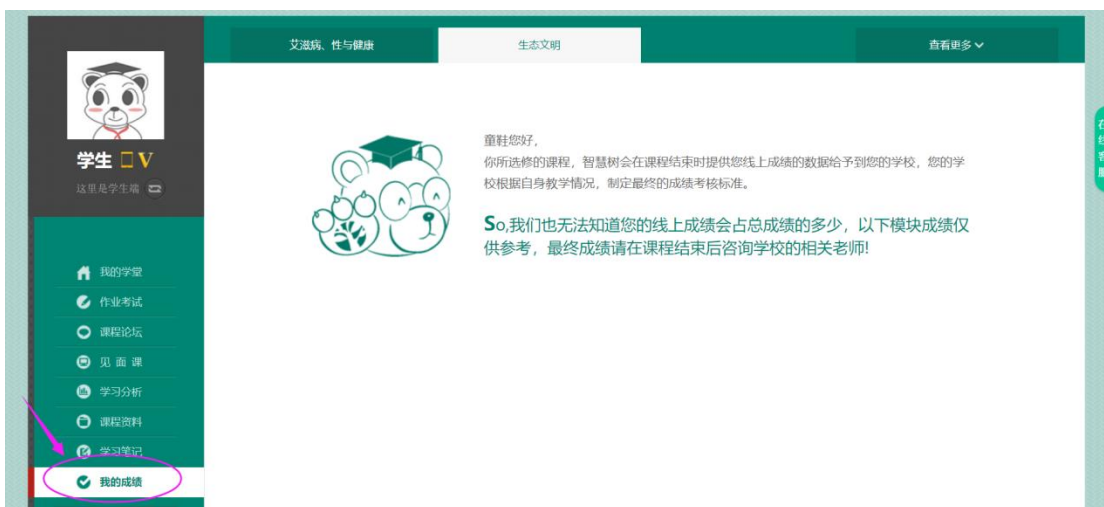 艾滋病、性与健康
生态文明
查看更多
学生 V
这里是学生端
童鞋您好，
你所选修的课程，智慧树会在课程结束时提供您线上成绩的数据给予到您的学校，您的学
校根据自身教学情况，制定最终的成绩考核标准。
So,我们也无法知道您的线上成绩会占总成绩的多少，以下模块成绩仅
供参考，最终成绩请在课程结束后咨询学校的相关老师!
我的学堂
作业考试
课程论坛
见 面 课
学习分析
课程资料
学习笔记
我的成绩
在
线
客
服